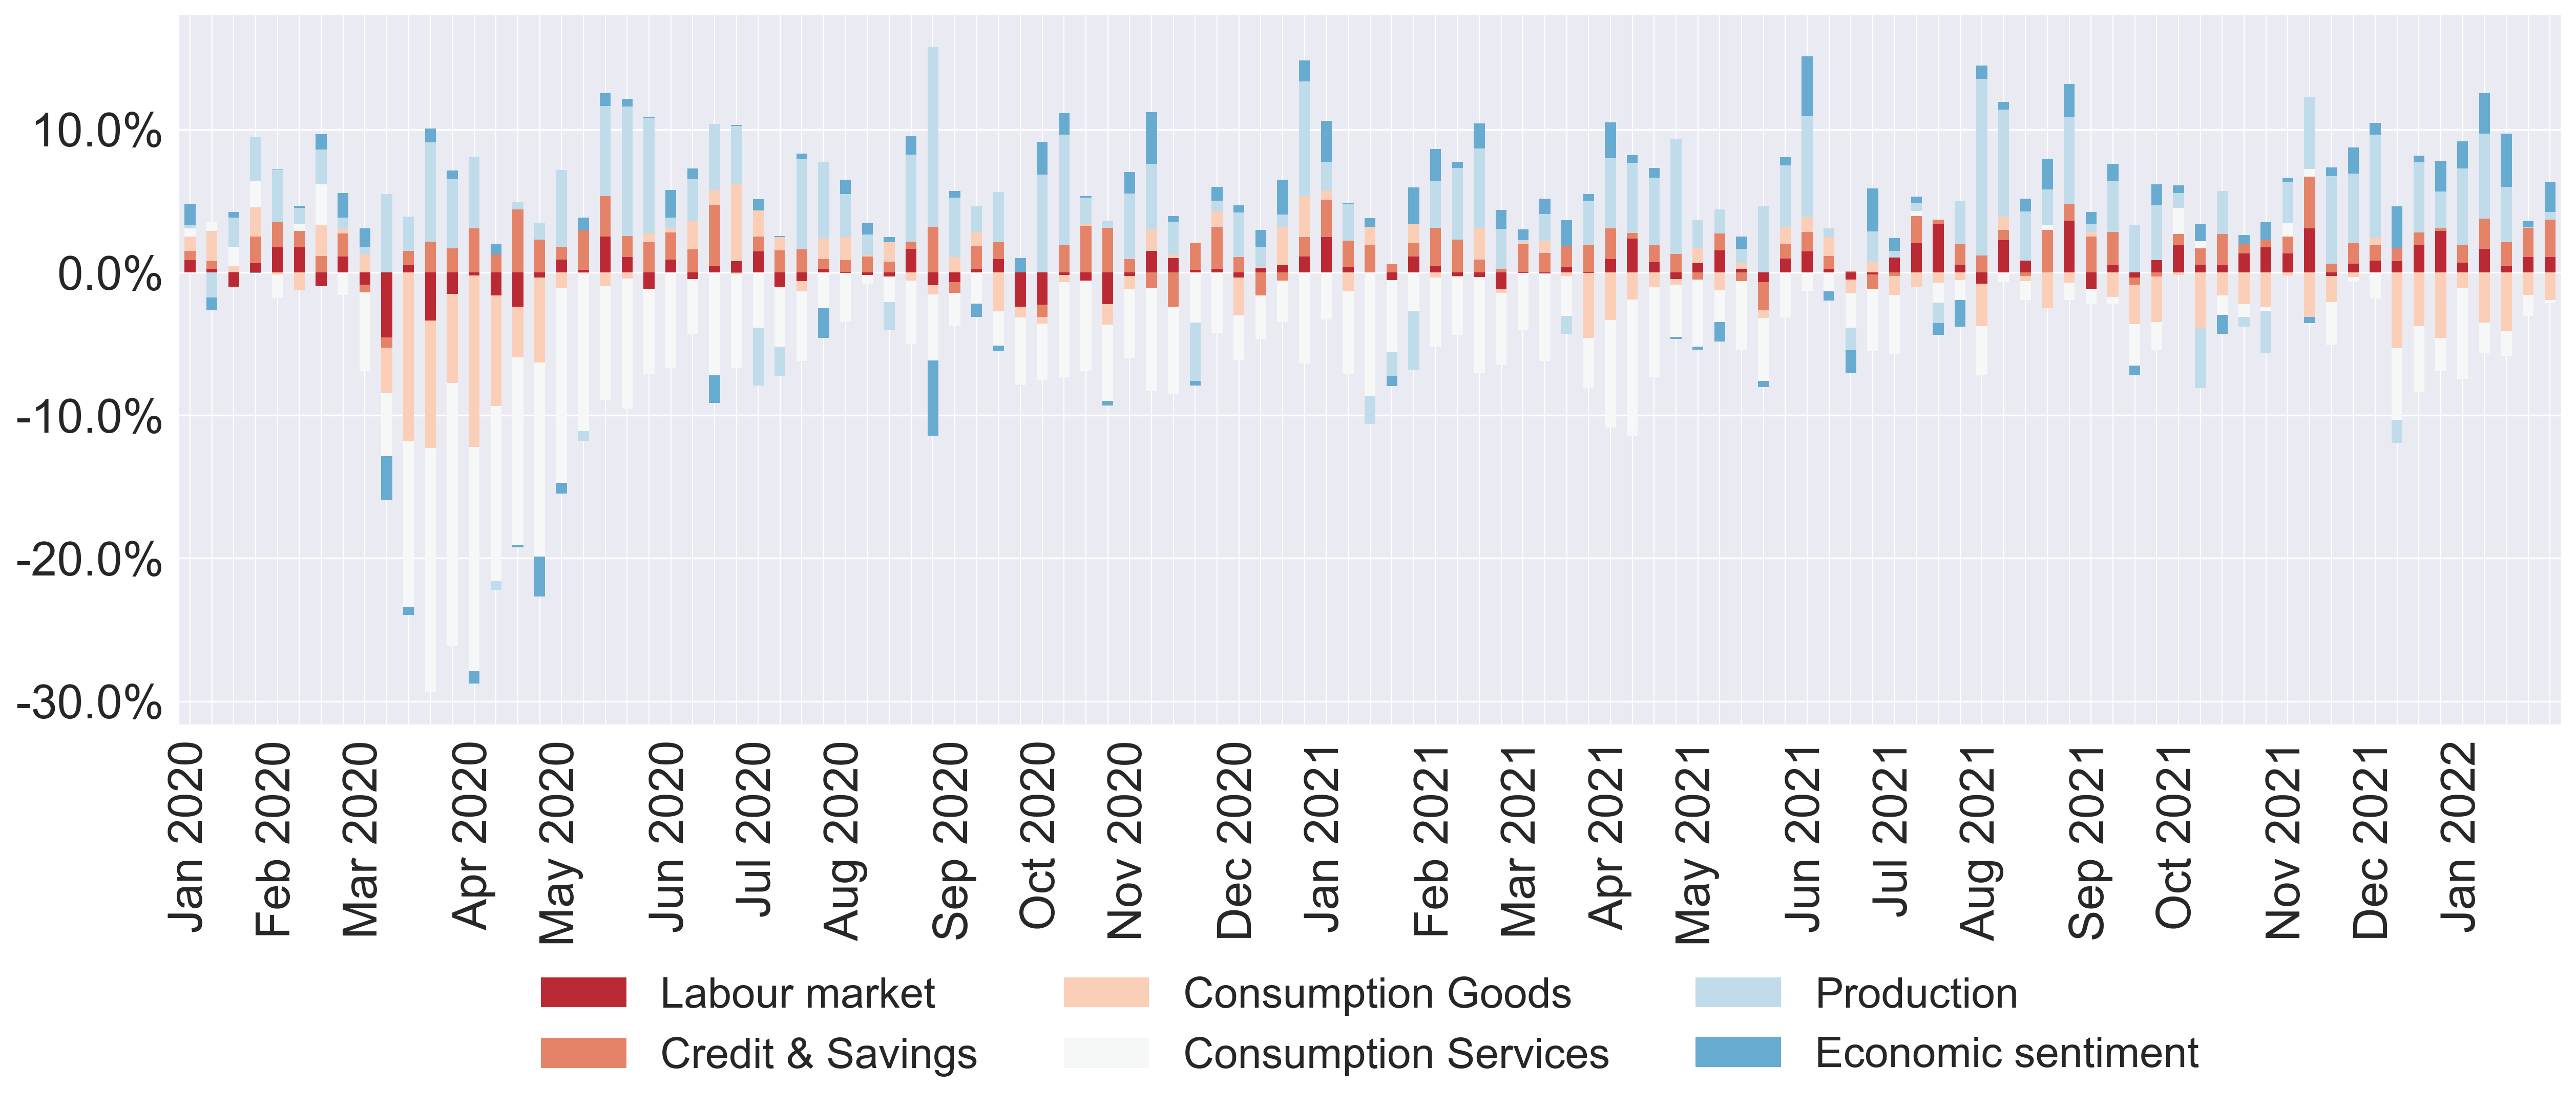 10.0%
0.0%
-10.0%
-20.0%
-30.0%
Jan 2020
Feb 2020
Mar 2020
Apr 2020
May 2020
Jun 2020
Jul 2020
Aug 2020
Sep 2020
Oct 2020
Nov 2020
Dec 2020
Jan 2021
Feb 2021
Mar 2021
Apr 2021
May 2021
Jun 2021
Jul 2021
Aug 2021
Sep 2021
Oct 2021
Nov 2021
Dec 2021
Jan 2022
Labour market
Credit & Savings
Consumption Goods
Consumption Services
Production
Economic sentiment